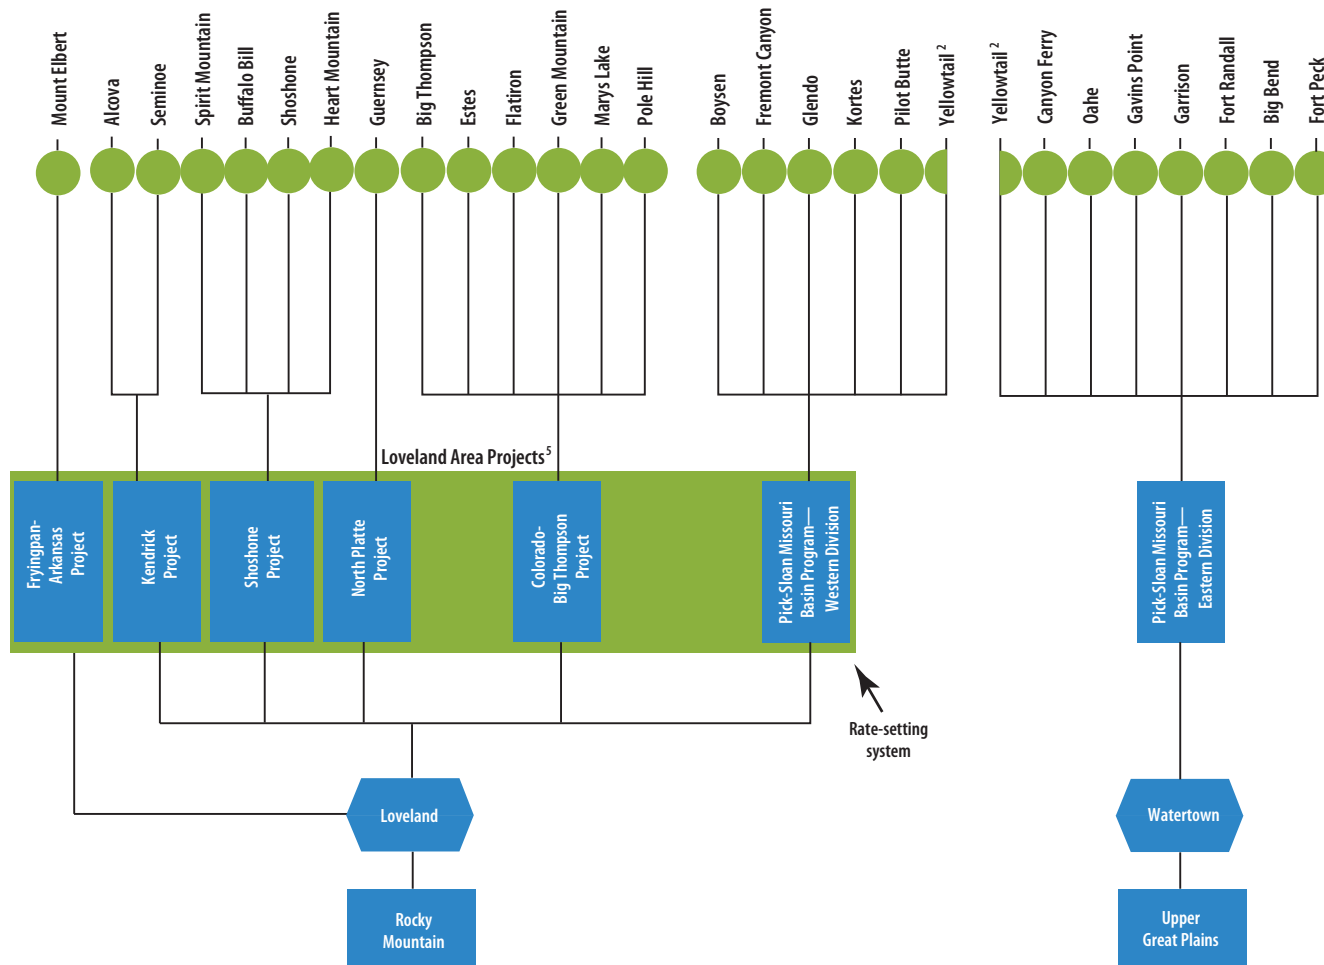 Mount Elbert
Alcova
Seminoe
Spirit Mountain
Buffalo Bill
Shoshone
Heart Mountain
Guernsey
Big Thompson
Estes
Flatiron
Green Mountain
Marys Lake
Pole Hill
Boysen
Fremont Canyon
Glendo
Kortes
Pilot Butte
Yellowtail 2
Yellowtail 2
Canyon Ferry
Oahe
Gavins Point
Garrison
Fort Randall
Big Bend
Fort Peck
Loveland Area Projects5
Fryingpan-
Arkansas
Project
Kendrick
Project
Shoshone
Project
North Platte
Project
Colorado-
Big Thompson
Project
Pick-Sloan Missouri
Basin Program—
Western Division
Pick-Sloan Missouri
Basin Program—
Eastern Division
Rate-setting
system
Loveland
Watertown
Rocky
Mountain
Upper
Great Plains